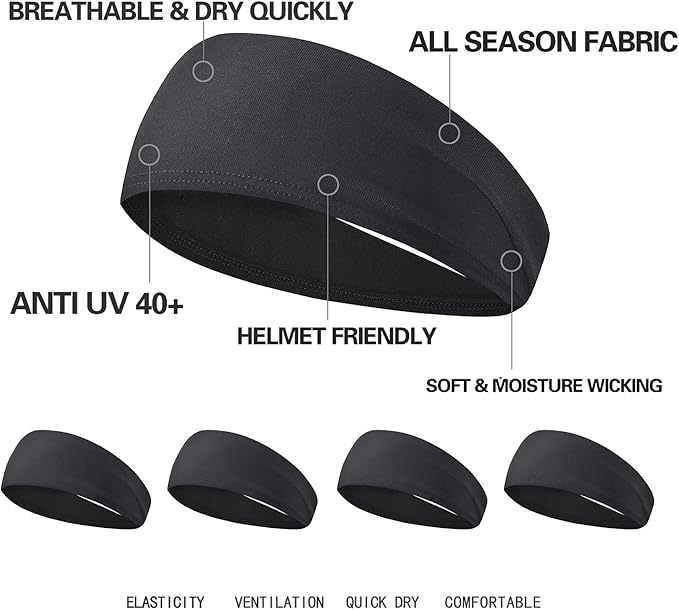 BREATHABLE & DRY QUICKLY
ALL SEASON FABRIC
ANTI UV 40+
HELMET FRIENDLY
SOFT & MOISTURE WICKING
ELASTICITY VENTILATION QUICK DRY COMFORTABLE